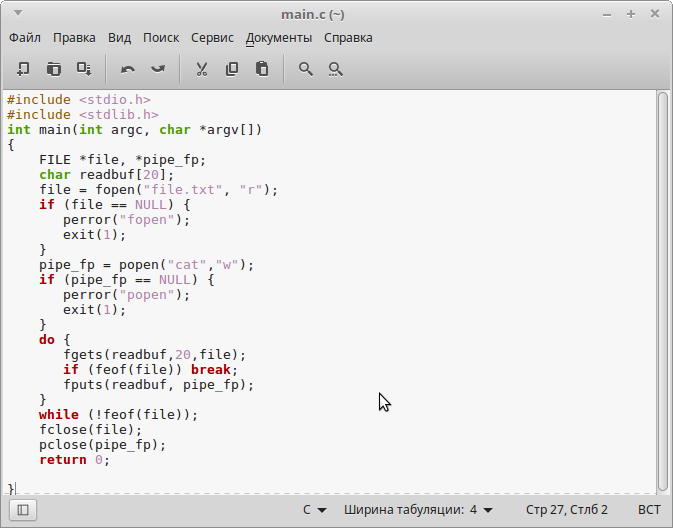 main.c (~)
Файл Правка Вид Поиск Сервис Документы Справка
#include <stdio.h>
#include <stdlib.h>
int main(int argc, char *argv[])
{
    FILE *file, *pipe_fp;
    char readbuf[20];
    file = fopen("file.txt", "r");
    if (file == NULL) {
       perror("fopen");
       exit(1);
    }
    pipe_fp = popen("cat","w");
    if (pipe_fp == NULL) {
       perror("popen");
       exit(1);
    }
    do {
       fgets(readbuf,20,file);
       if (feof(file)) break;
       fputs(readbuf, pipe_fp);
    }
    while (!feof(file));
    fclose(file);
    pclose(pipe_fp);
    return 0;
}
C Ширина табуляции: 4 Стр 27, Стлб 2 ВСТ